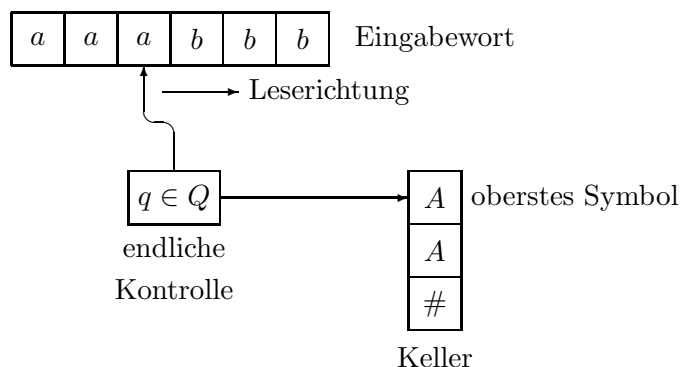 a a a b b b Eingabewort
Leserichtung
q ∈ Q
A oberstes Symbol
endliche
A
Kontrolle
#
Keller